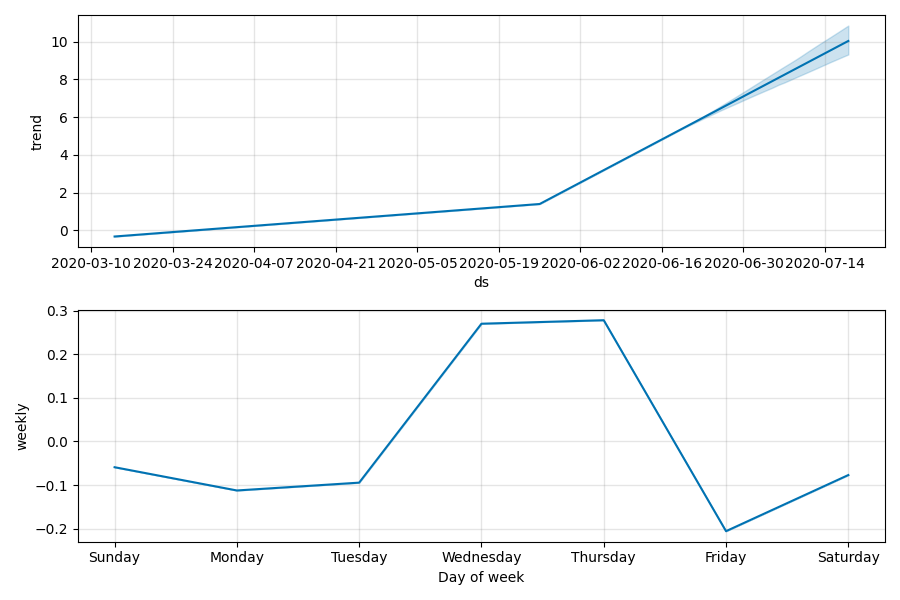 10
8
6
4
2
0
trend
2020-03-10 2020-03-24 2020-04-07 2020-04-21 2020-05-05 2020-05-19 2020-06-02 2020-06-16 2020-06-30 2020-07-14
ds
0.3
0.2
0.1
0.0
−0.1
−0.2
weekly
Sunday Monday Tuesday Wednesday Thursday Friday Saturday
Day of week